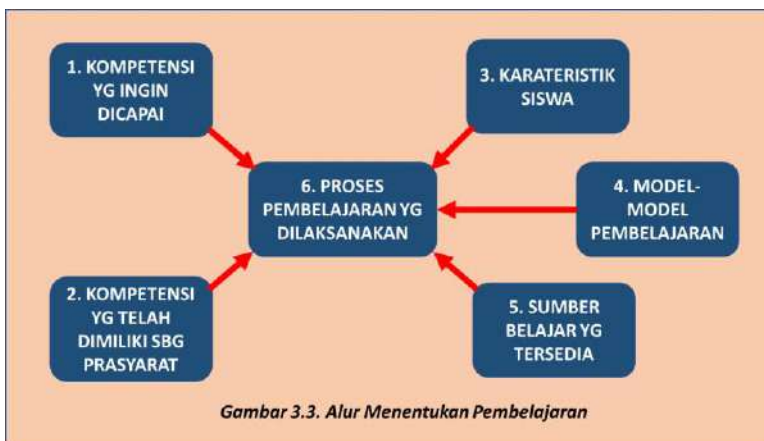 1. KOMPETENSI
YG INGIN
DICAPAI
2. KOMPETENSI
YG TELAH
DIMILIKI SBG
PRASYARAT
3. KARATERISTIK
SISWA
4. MODEL-
MODEL
PEMBELAJARAN
5. SUMBER
BELAJAR YG
TERSEDIA
6. PROSES
PEMBELAJARAN YG
DILAKSANAKAN
Gambar 3.3. Alur Menentukan Pembelajaran